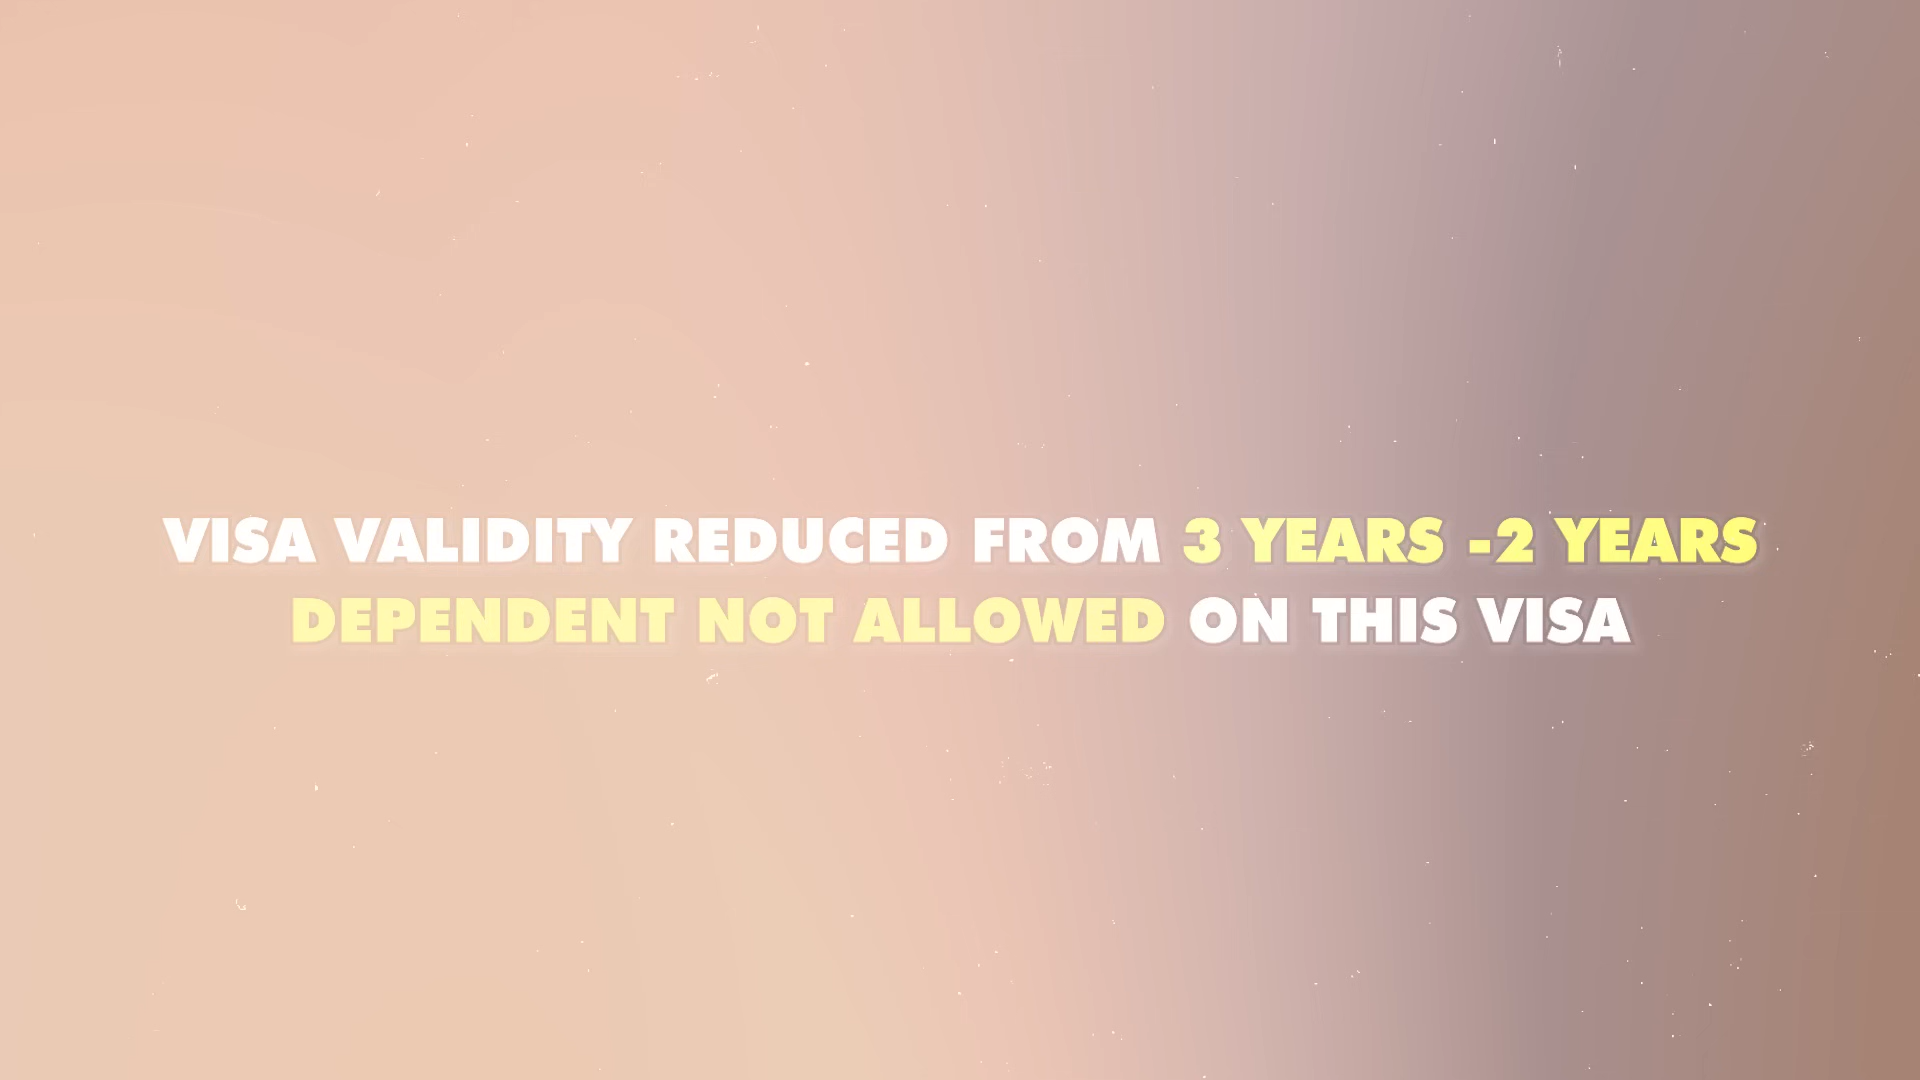 VISA VALIDITY REDUCED FROM 3 YEARS -2 YEARS
DEPENDENT NOT ALLOWED ON THIS VISA